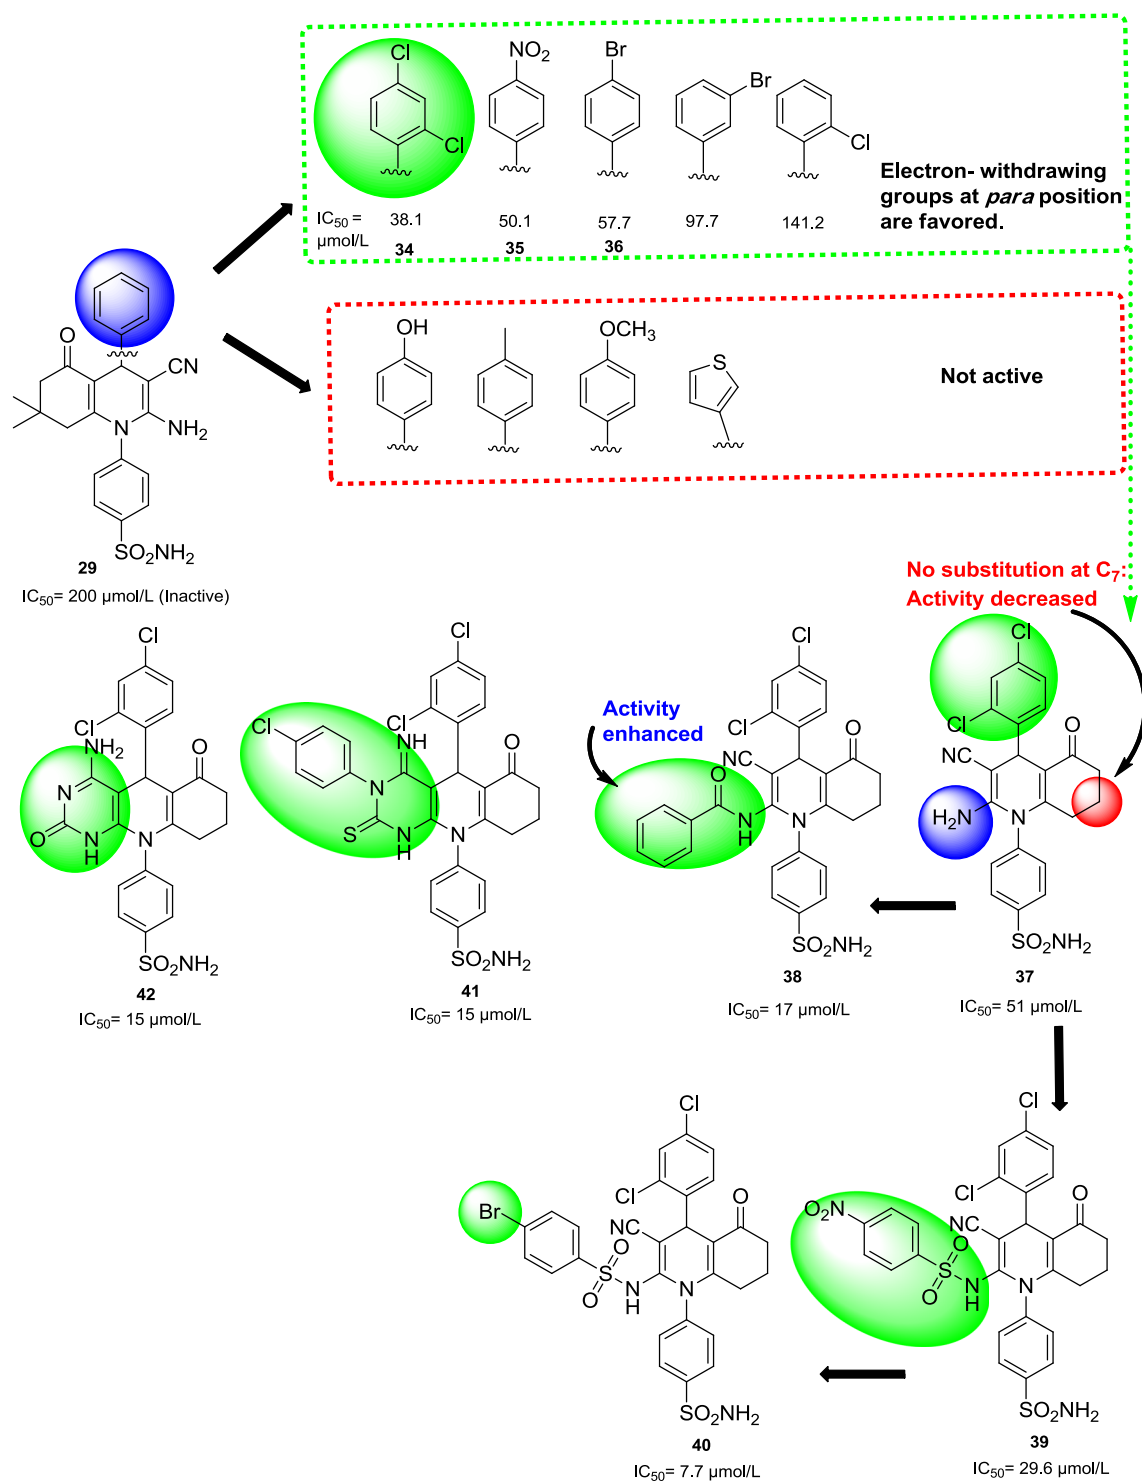 Cl
Cl
NO2
Br
Br
Cl
Electron- withdrawing
groups at para position
are favored.
IC50 =
µmol/L
38.1
50.1
57.7
97.7
141.2
34
35
36
O
CN
N
NH2
SO2NH2
29
IC50= 200 µmol/L (Inactive)
OH
OCH3
S
Not active
No substitution at C7:
Activity decreased
Cl
Cl
NH2
O
N
O
N
H
N
SO2NH2
42
IC50= 15 µmol/L
Cl
Cl
Cl
NH
O
N
S
N
H
N
SO2NH2
41
IC50= 15 µmol/L
Activity
enhanced
Cl
Cl
O
NC
O
N
H
N
SO2NH2
38
IC50= 17 µmol/L
Cl
Cl
NC
O
H2N
N
SO2NH2
37
IC50= 51 µmol/L
Cl
Cl
Br
NC
O
O
S
O
N
H
N
SO2NH2
40
IC50= 7.7 µmol/L
Cl
Cl
O2N
NC
O
O
S
O
N
H
N
SO2NH2
39
IC50= 29.6 µmol/L